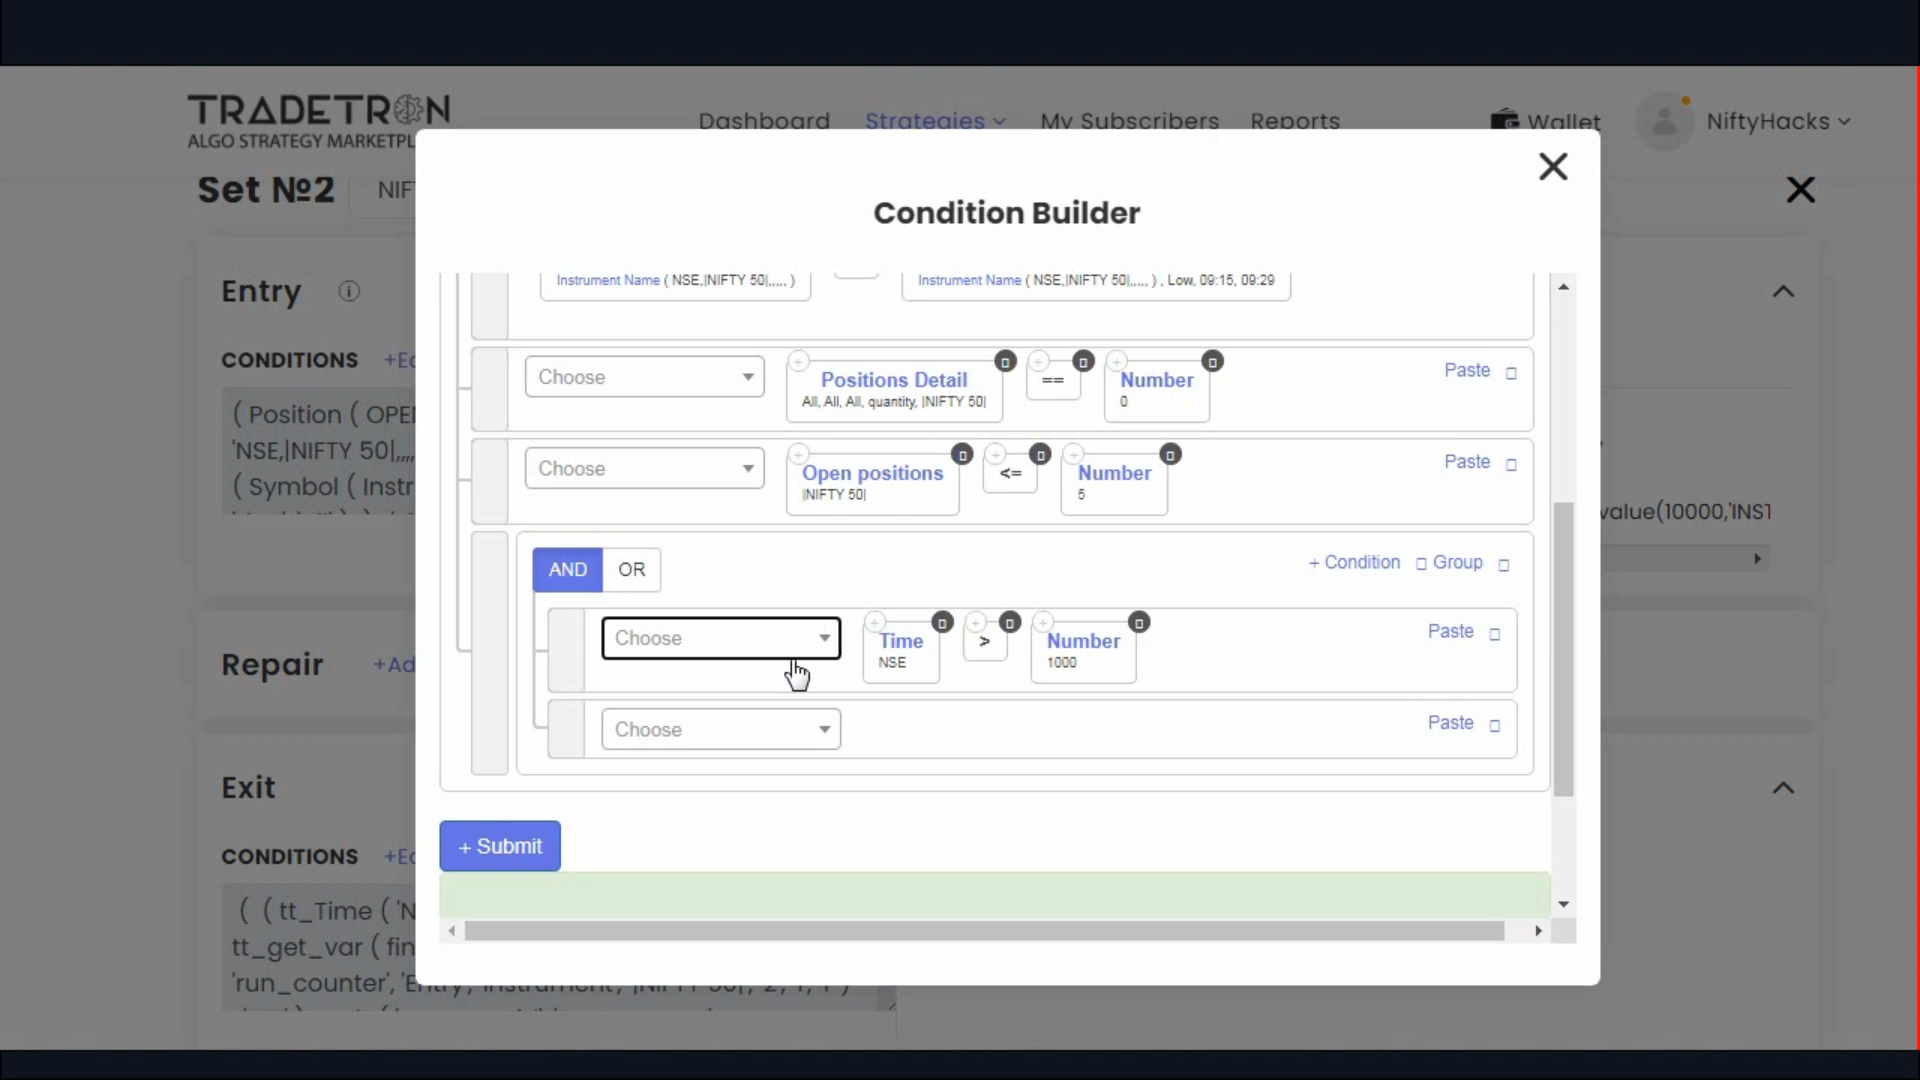 TRADETRON
ALGO STRATEGY MARKETPL
Dashboard
Strategies
My Subscribers
Reports
Wallet
NiftyHacks
Set №2
NIF
Condition Builder
Entry
CONDITIONS
( Position ( OPE
'NSE,|NIFTY 50|,,,,
( Symbol ( Instr
Instrument Name ( NSE,|NIFTY 50|,,,,, )
Instrument Name ( NSE,|NIFTY 50|,,,,, ) , Low, 09:15, 09:29
Choose
Positions Detail
All, All, All, quantity, |NIFTY 50|
==
Number
0
Paste
Choose
Open positions
|NIFTY 50|
<=
Number
5
Paste
value(10000,'INST
AND
OR
+ Condition
Group
Choose
Time
NSE
>
Number
1000
Paste
Choose
Paste
Repair
+Ad
+ Submit
Exit
CONDITIONS
( ( tt_Time ( 'N
tt_get_var ( fin
'run_counter', 'Entry', 'Instrument', '|NIFTY 50|', '2', 1, 1 )